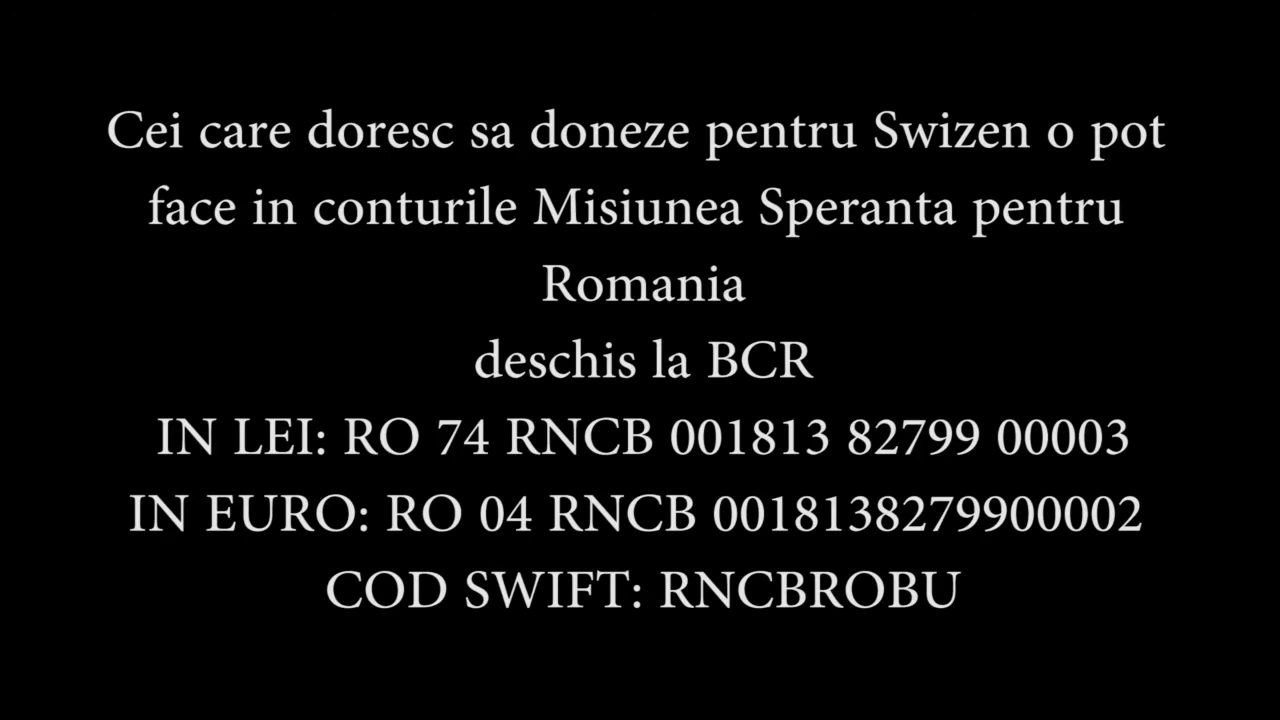 Cei care doresc sa doneze pentru Swizen o pot
face in conturile Misiunea Speranta pentru
Romania
deschis la BCR
IN LEI: RO 74 RNCB 001813 82799 00003
IN EURO: RO 04 RNCB 0018138279900002
COD SWIFT: RNCBROBU